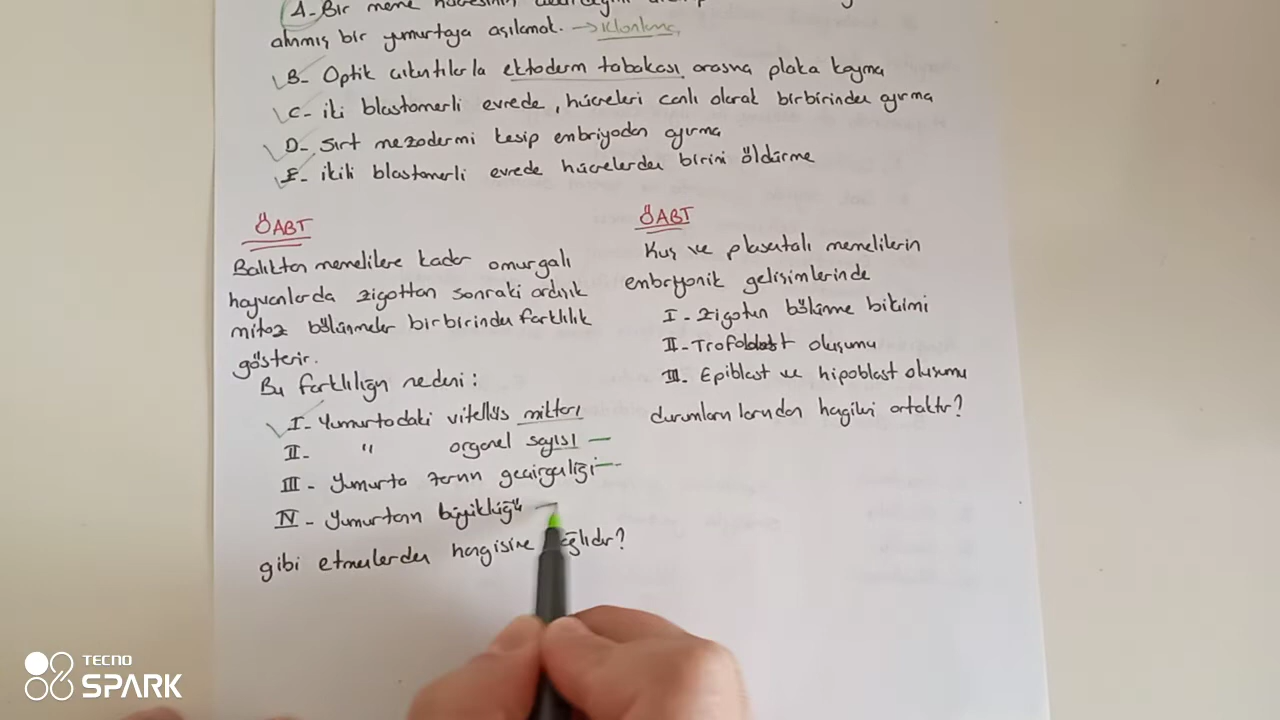 A- Bir meme
alınmış bir yumurtaya aşılamak. → klonlama
B- Optik çıkıntılarla ektoderm tabakası arasına plaka koyma
C- iki blastomerli evrede, hücreleri canlı olarak birbirinden ayırma
D- Sırt mezodermi kesip embriyodan ayırma
E- ikili blastomerli evrede hücrelerden birini öldürme
ÖABT
Balıktan memelilere kadar omurgalı
hayvanlarda zigottan sonraki ardışık
mitoz bölünmeler birbirinden farklılık
gösterir.
Bu farklılığın nedeni :
I- Yumurtadaki vitellüs miktarı
II- " organel sayısı —
III- Yumurta zarının geçirgenliği —
IV- Yumurtanın büyüklüğü —
gibi etmenlerden hangisine bağlıdır?
ÖABT
Kuş ve plasentalı memelilerin
embriyonik gelişimlerinde
I- Zigotun bölünme bitimi
II- Trofoblast oluşumu
III- Epiblast ve hipoblast oluşumu
durumlarından hangileri ortaktır?
TECNO
SPARK